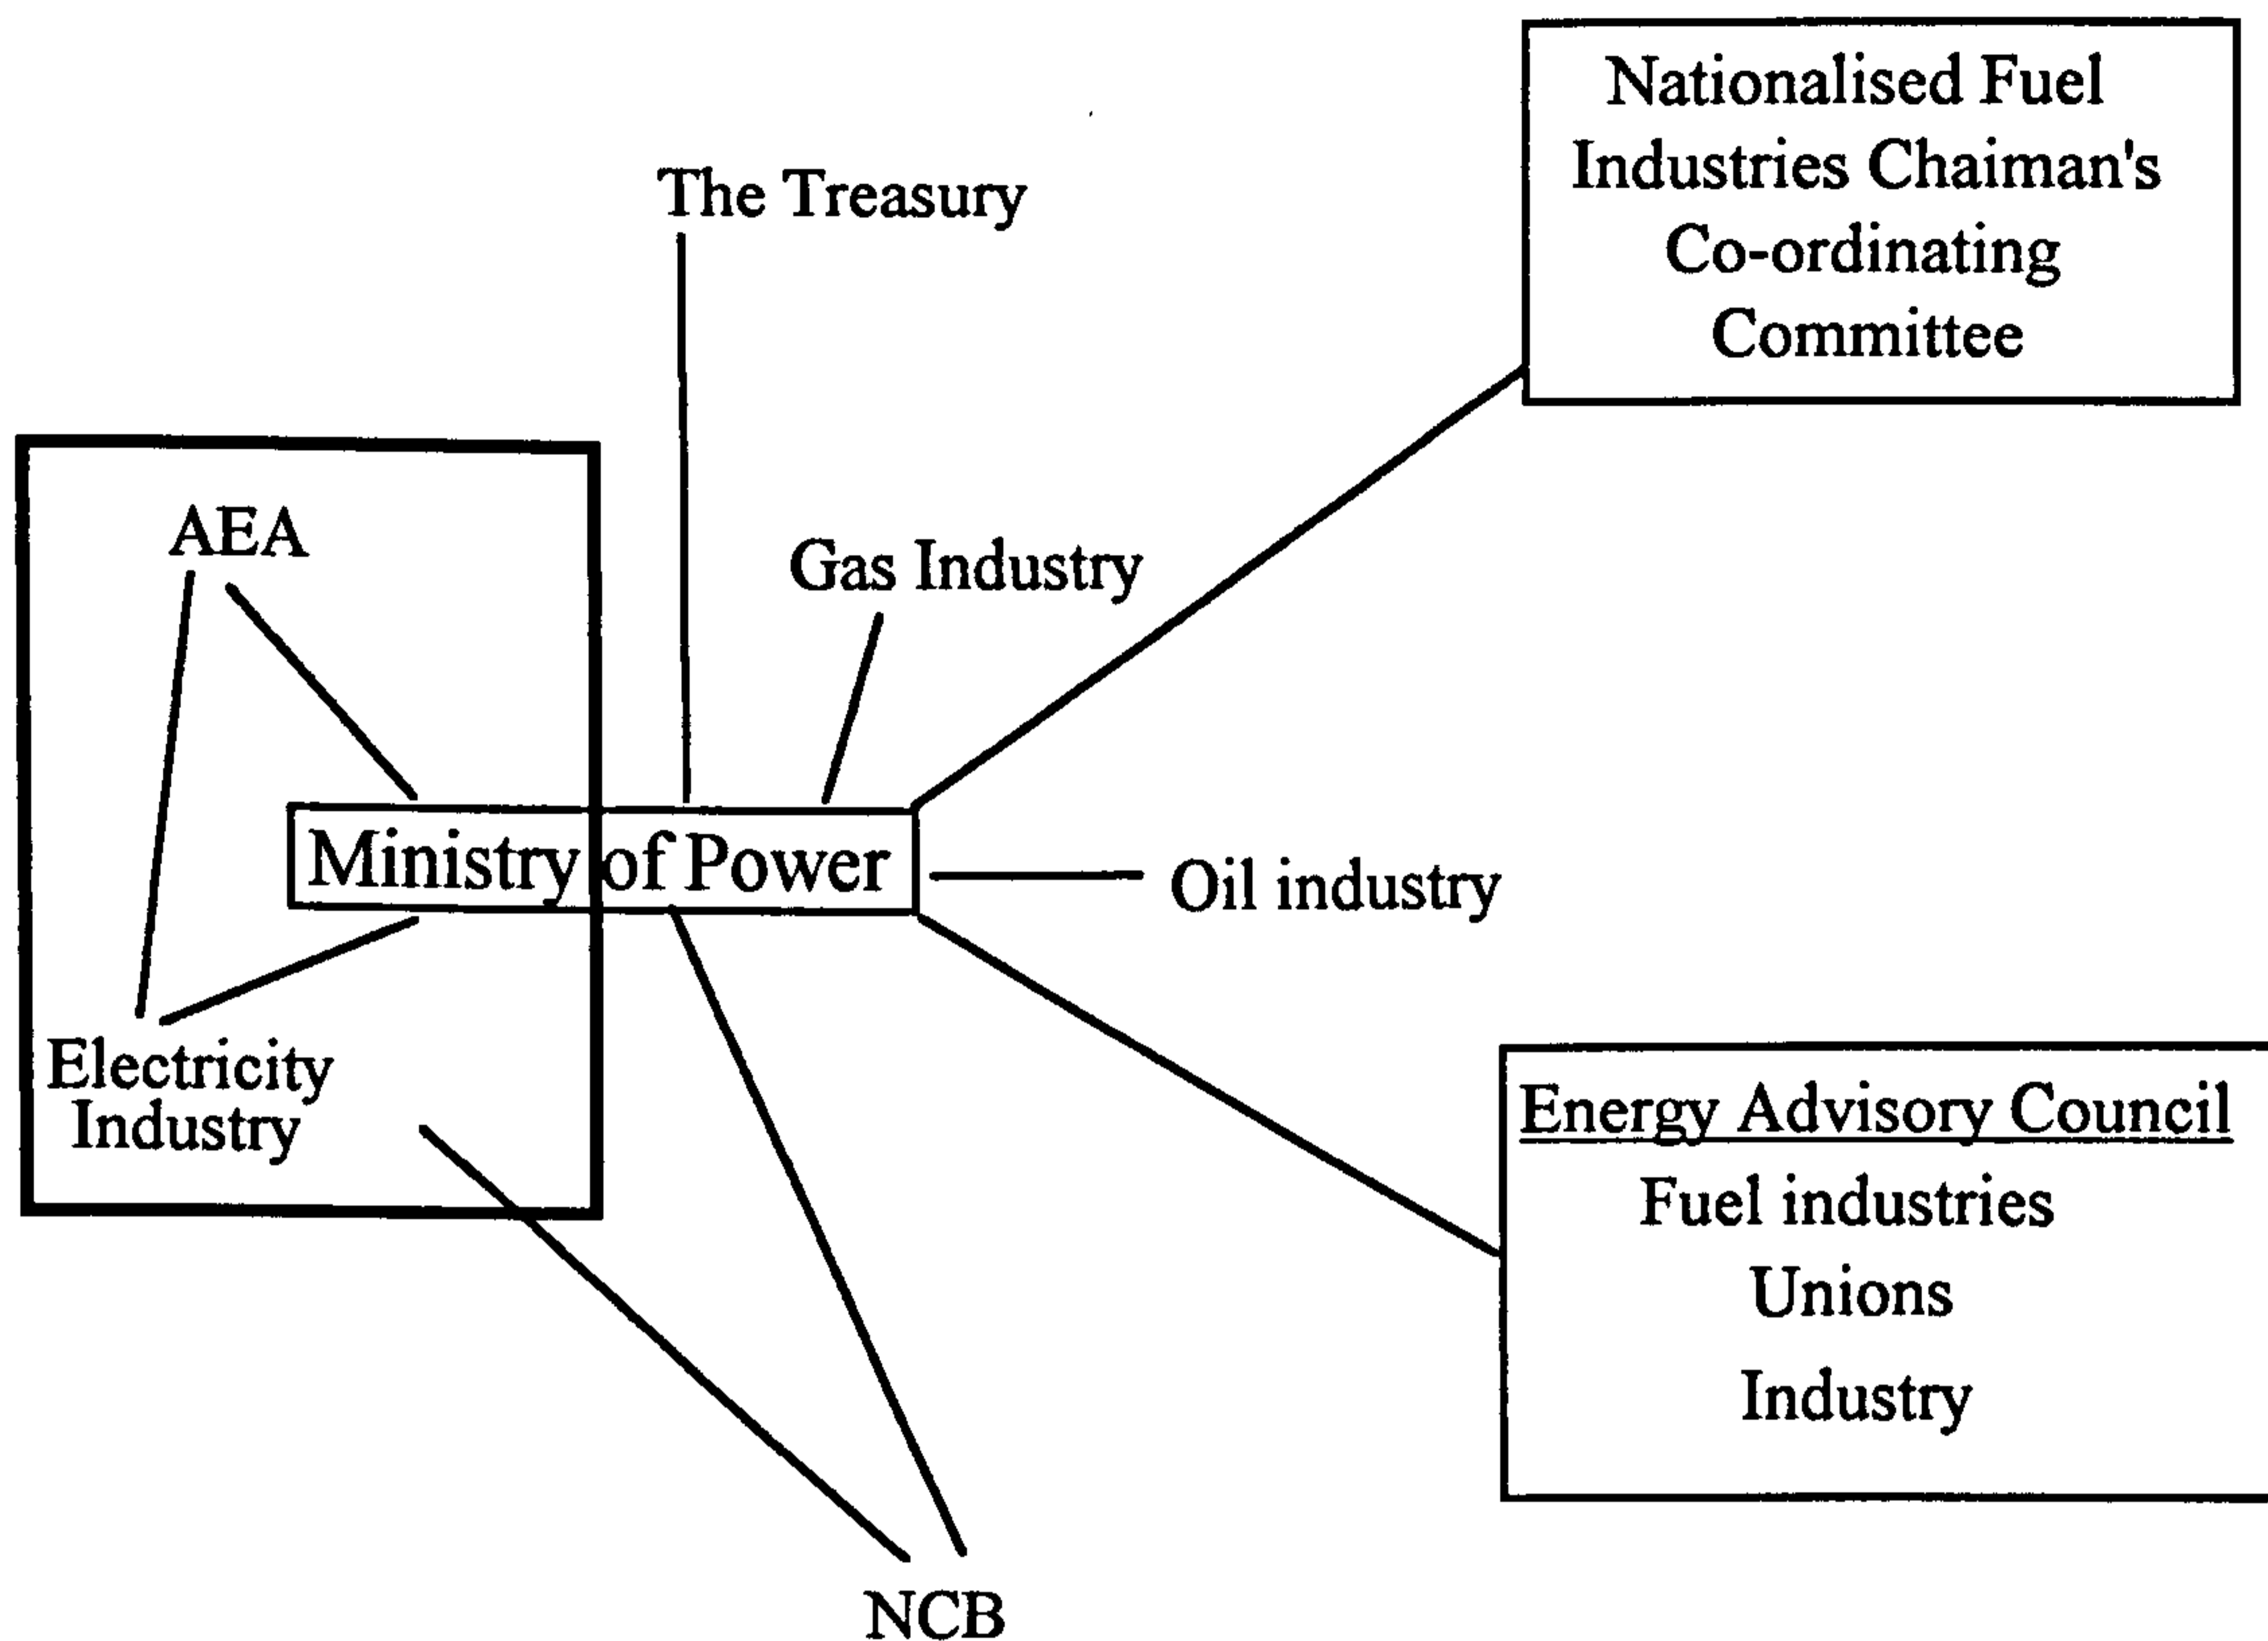 Nationalised Fuel
Industries Chaiman's
Co-ordinating
Committee
The Treasury
AEA
Gas Industry
Ministry of Power
Oil industry
Electricity
Industry
Energy Advisory Council
Fuel industries
Unions
Industry
NCB